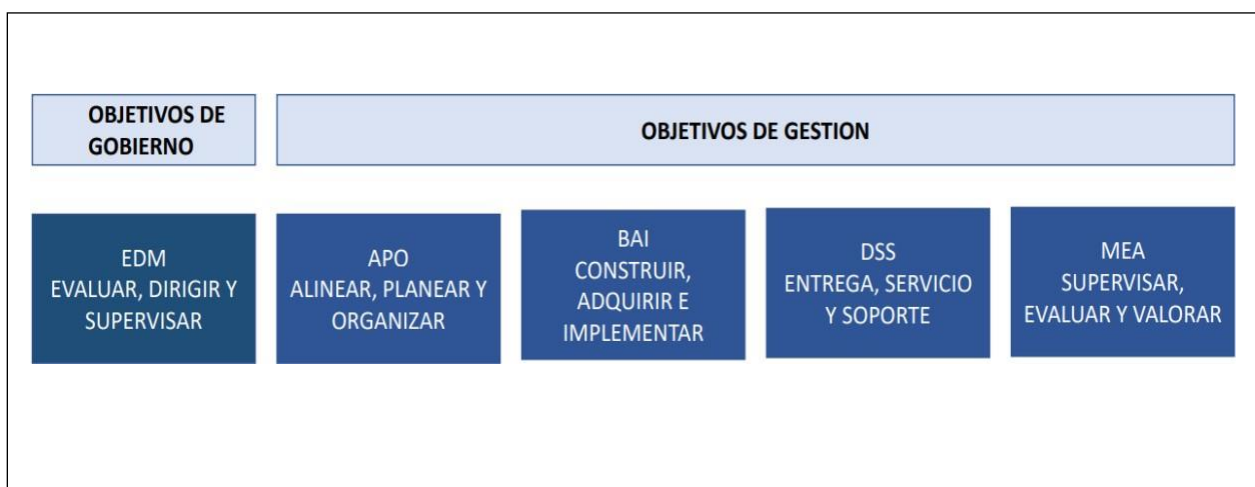 OBJETIVOS DE
GOBIERNO
OBJETIVOS DE GESTION
EDM
EVALUAR, DIRIGIR Y
SUPERVISAR
APO
ALINEAR, PLANEAR Y
ORGANIZAR
BAI
CONSTRUIR,
ADQUIRIR E
IMPLEMENTAR
DSS
ENTREGA, SERVICIO
Y SOPORTE
MEA
SUPERVISAR,
EVALUAR Y VALORAR